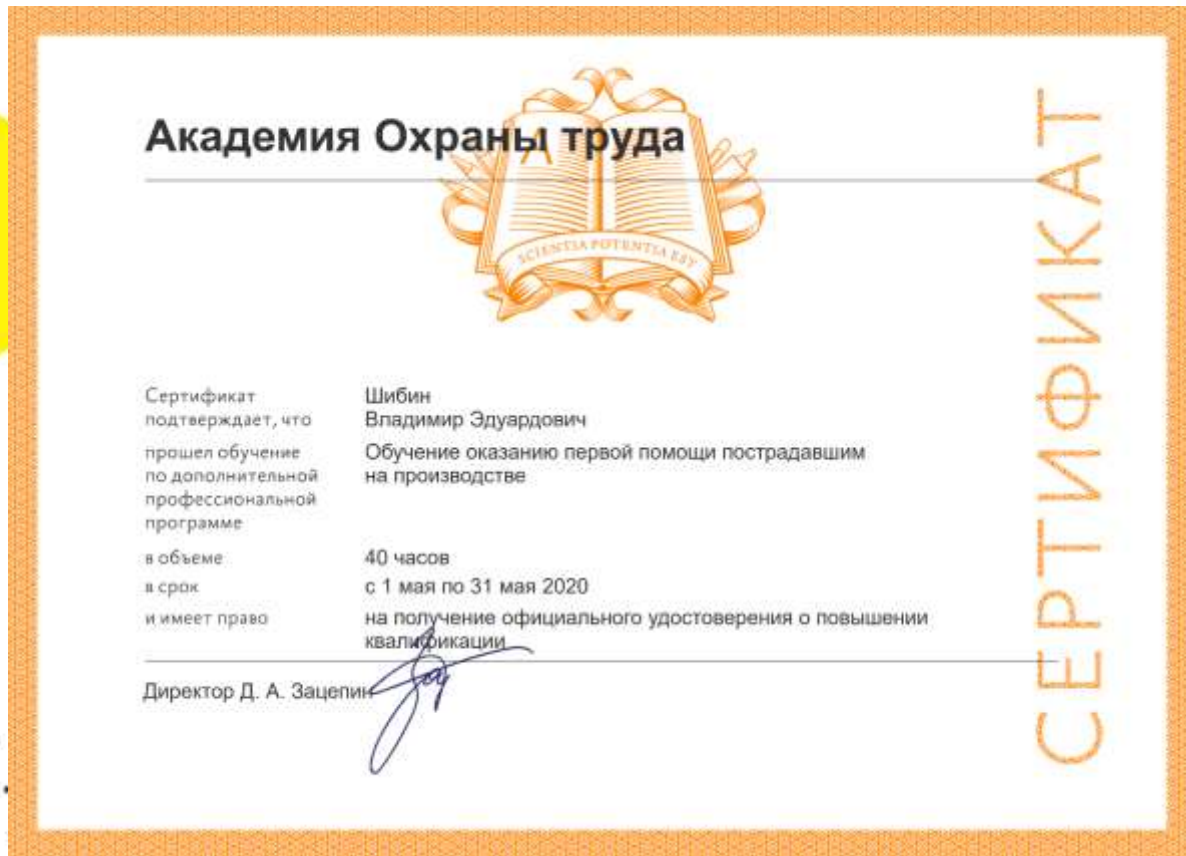 Академия Охраны труда
А
SCIENTIA POTENTIA EST
СЕРТИФИКАТ
Сертификат
подтверждает, что
Шибин
Владимир Эдуардович
прошел обучение
по дополнительной
профессиональной
программе
Обучение оказанию первой помощи пострадавшим
на производстве
в объеме
40 часов
в срок
с 1 мая по 31 мая 2020
и имеет право
на получение официального удостоверения о повышении
квалификации
Директор Д. А. Зацепин